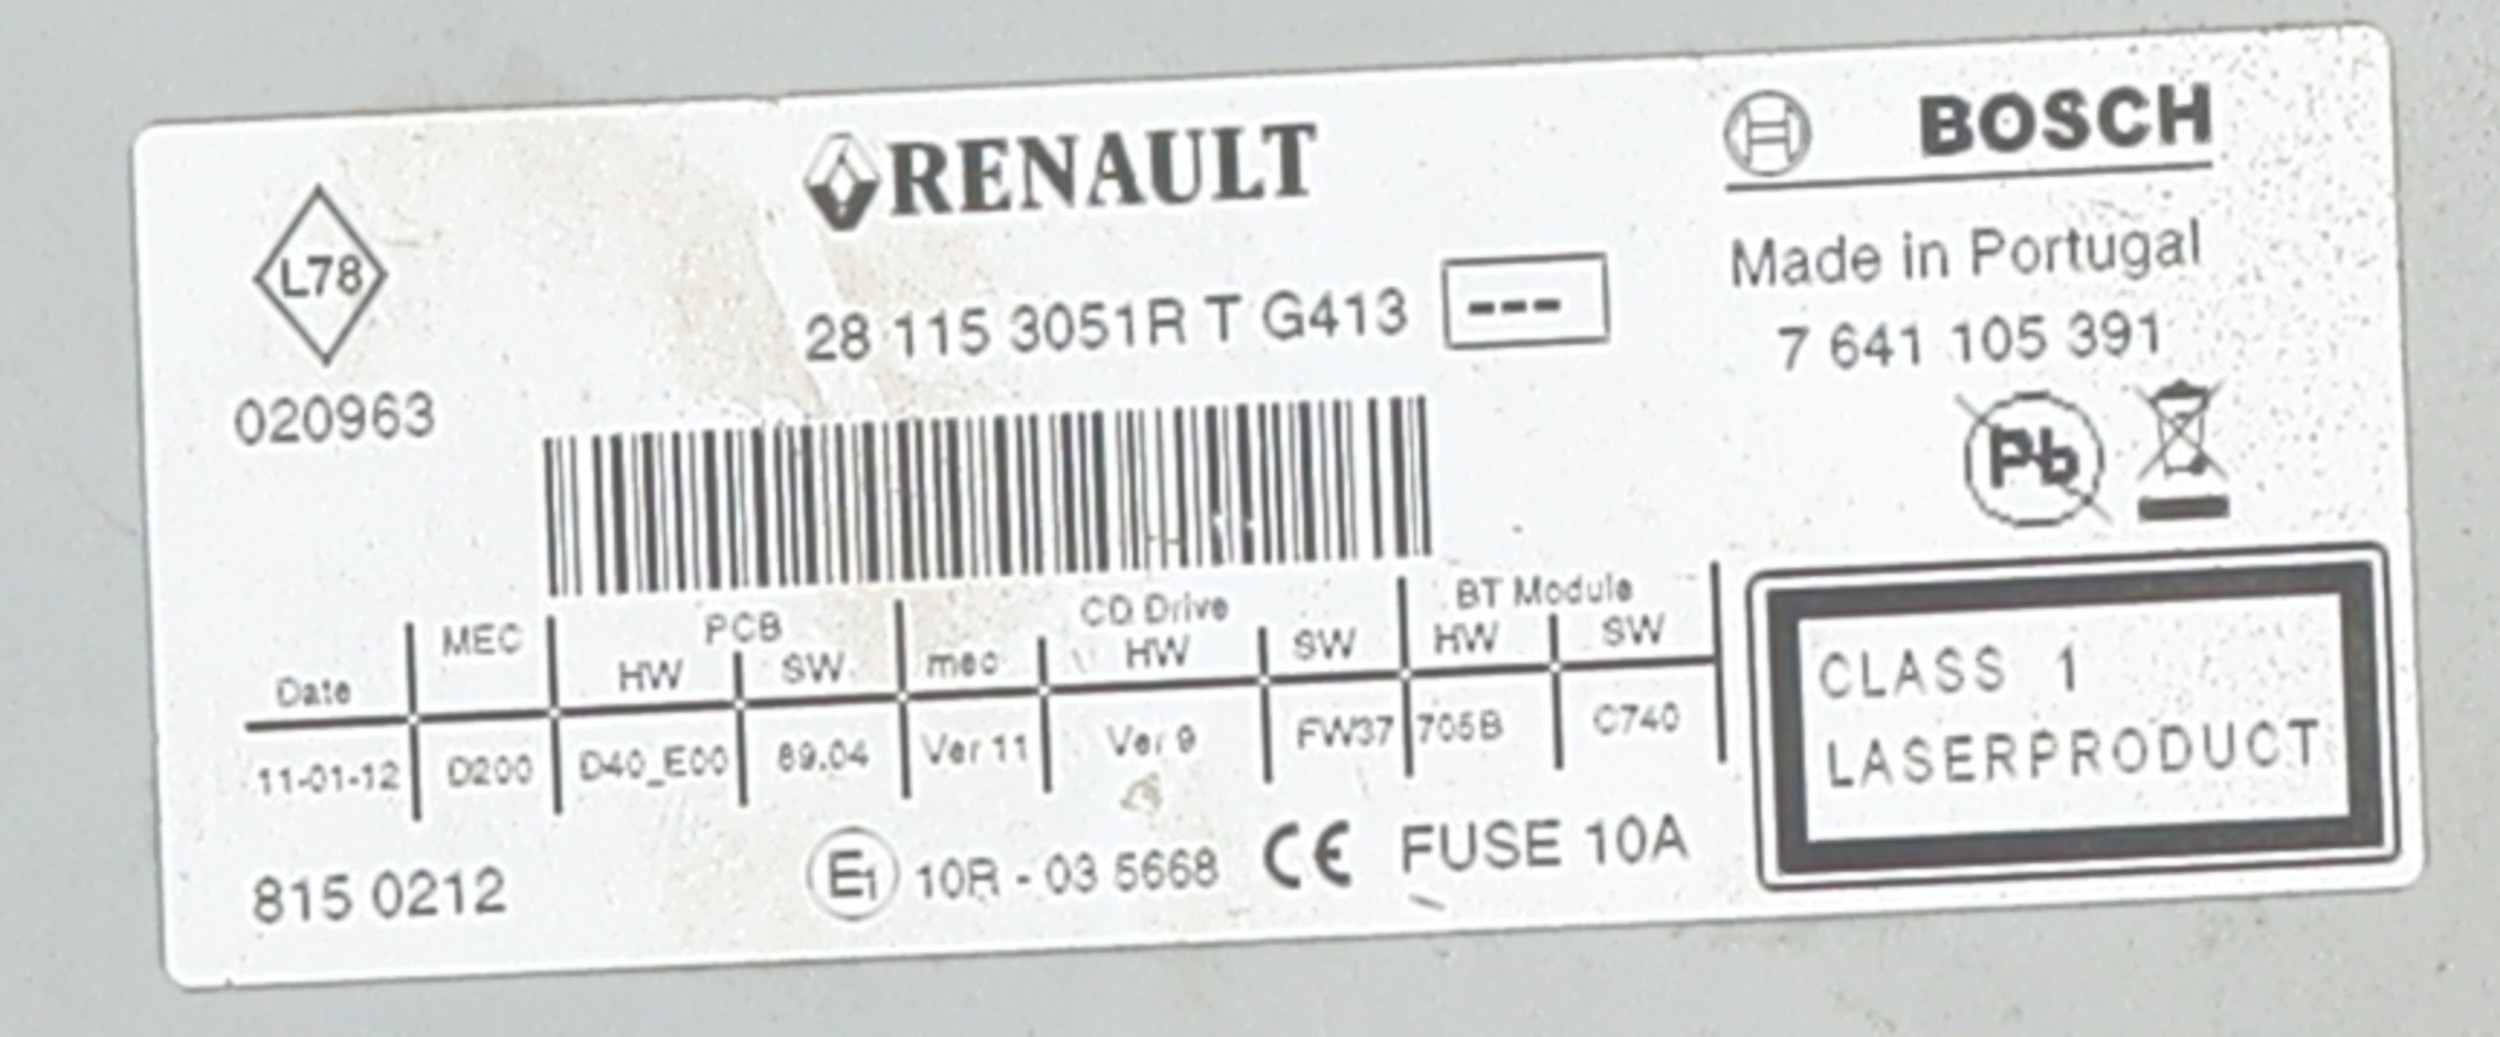 RENAULT
BOSCH
L78
Made in Portugal
28 115 3051R T G413 ---
7 641 105 391
020963
Pb
MEC PCB CD Drive BT Module
Date HW SW mec HW SW HW SW
11-01-12 D200 D40_E00 89.04 Ver 11 Ver 9 FW37 705B C740
CLASS 1
LASERPRODUCT
815 0212 E1 10R - 03 5668 CE FUSE 10A